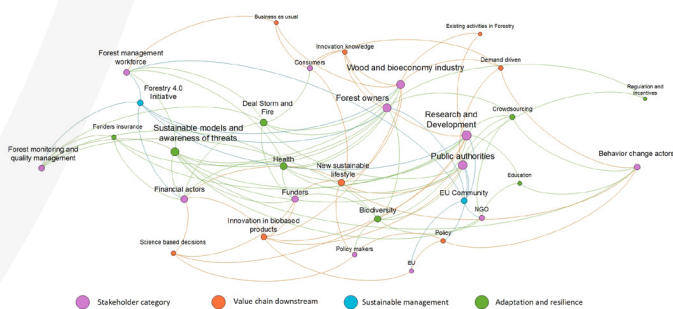 Business as usual
Existing activities in Forestry
Innovation knowledge
Forest management
workforce
Consumers
Demand driven
Wood and bioeconomy industry
Forestry 4.0
Initiative
Regulation and
incentives
Deal Storm and
Fire
Forest owners
Crowdsourcing
Research and
Development
Funders insurance
Sustainable models and
awareness of threats
Forest monitoring and
quality management
Health
New sustainable
lifestyle
Public authorities
Behavior change actors
Education
Financial actors
Funders
EU Community
Biodiversity
NGO
Innovation in biobased
products
Policy
Science based decisions
Policy makers
EU
Stakeholder category
Value chain downstream
Sustainable management
Adaptation and resilience